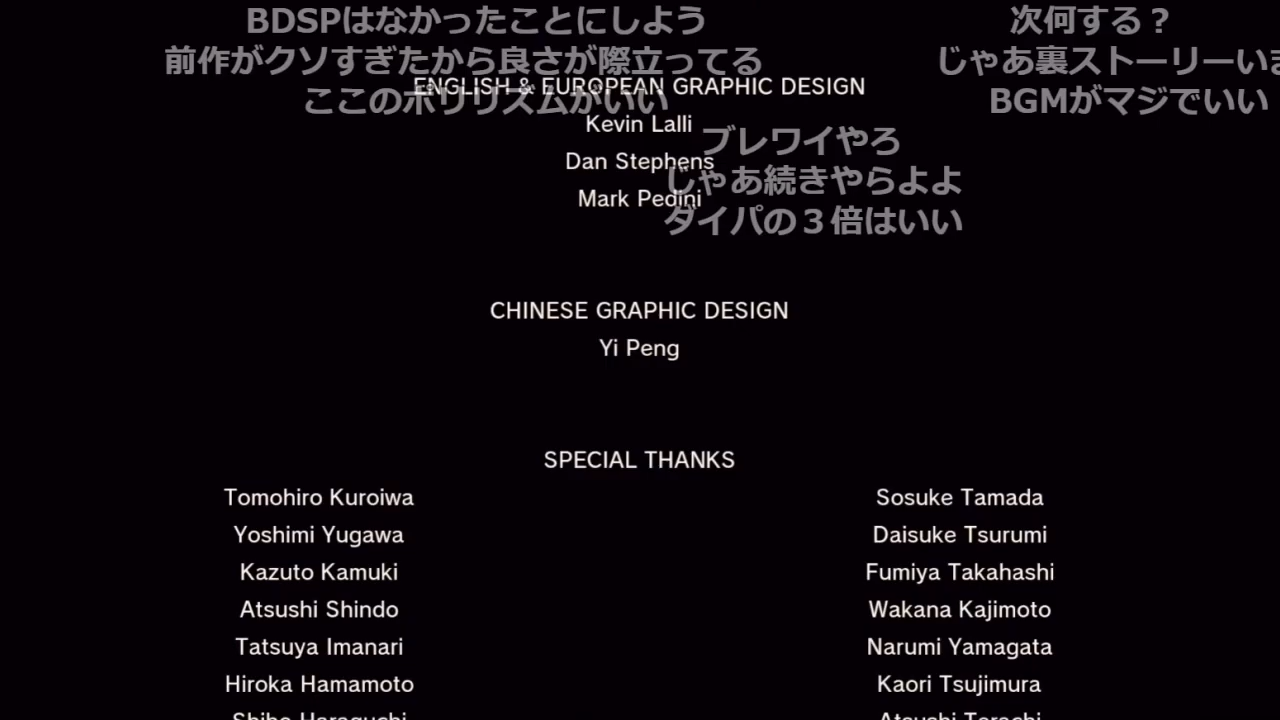 BDSPはなかったことにしよう
次何する？
前作がクソすぎたから良さが際立ってる
じゃあ裏ストーリーいま
ENGLISH & EUROPEAN GRAPHIC DESIGN
ここのポリリズムがいい
BGMがマジでいい
Kevin Lalli
ブレワイやろ
Dan Stephens
じゃあ続きやらよよ
Mark Pedini
ダイパの３倍はいい
CHINESE GRAPHIC DESIGN
Yi Peng
SPECIAL THANKS
Tomohiro Kuroiwa
Sosuke Tamada
Yoshimi Yugawa
Daisuke Tsurumi
Kazuto Kamuki
Fumiya Takahashi
Atsushi Shindo
Wakana Kajimoto
Tatsuya Imanari
Narumi Yamagata
Hiroka Hamamoto
Kaori Tsujimura
Shiho Haraguchi